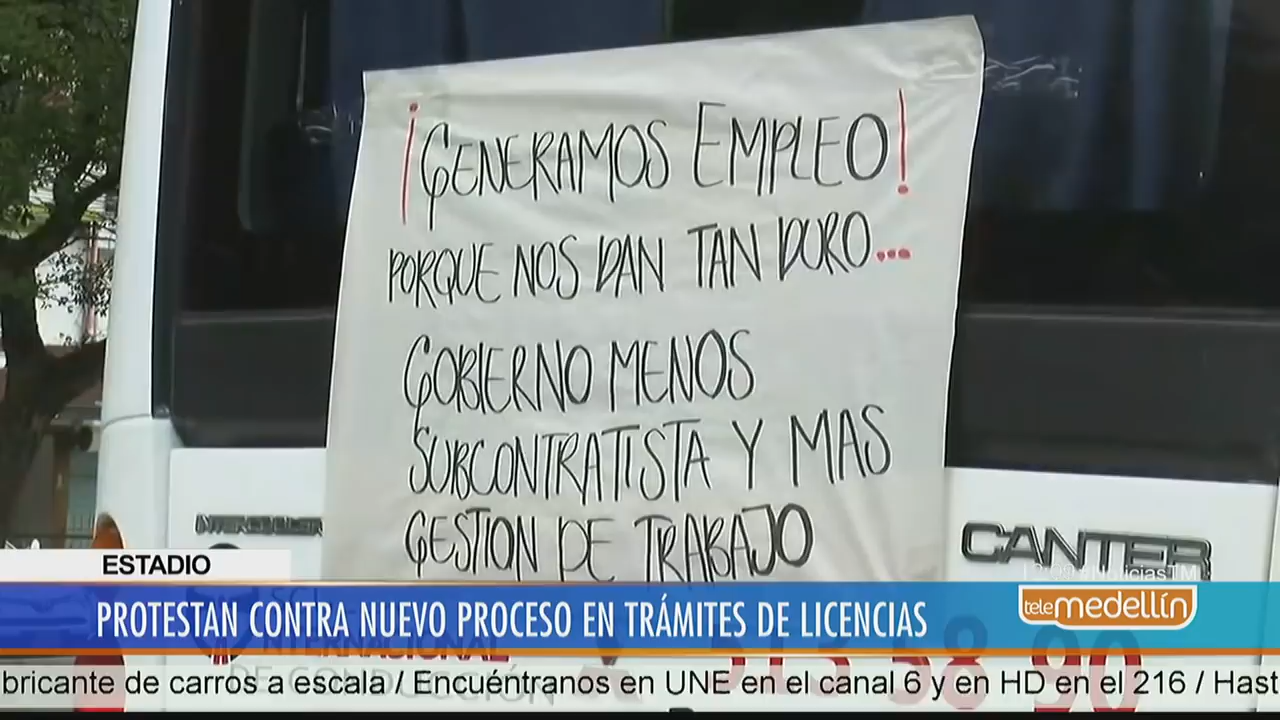 ¡GENERAMOS EMPLEO!
PORQUE NOS DAN TAN DURO...
GOBIERNO MENOS
SUBCONTRATISTA Y MAS
GESTION DE TRABAJO
CANTER
ESTADIO
#NoticiasTM
PROTESTAN CONTRA NUEVO PROCESO EN TRÁMITES DE LICENCIAS
telemedellín
bricante de carros a escala / Encuéntranos en UNE en el canal 6 y en HD en el 216 / Hast